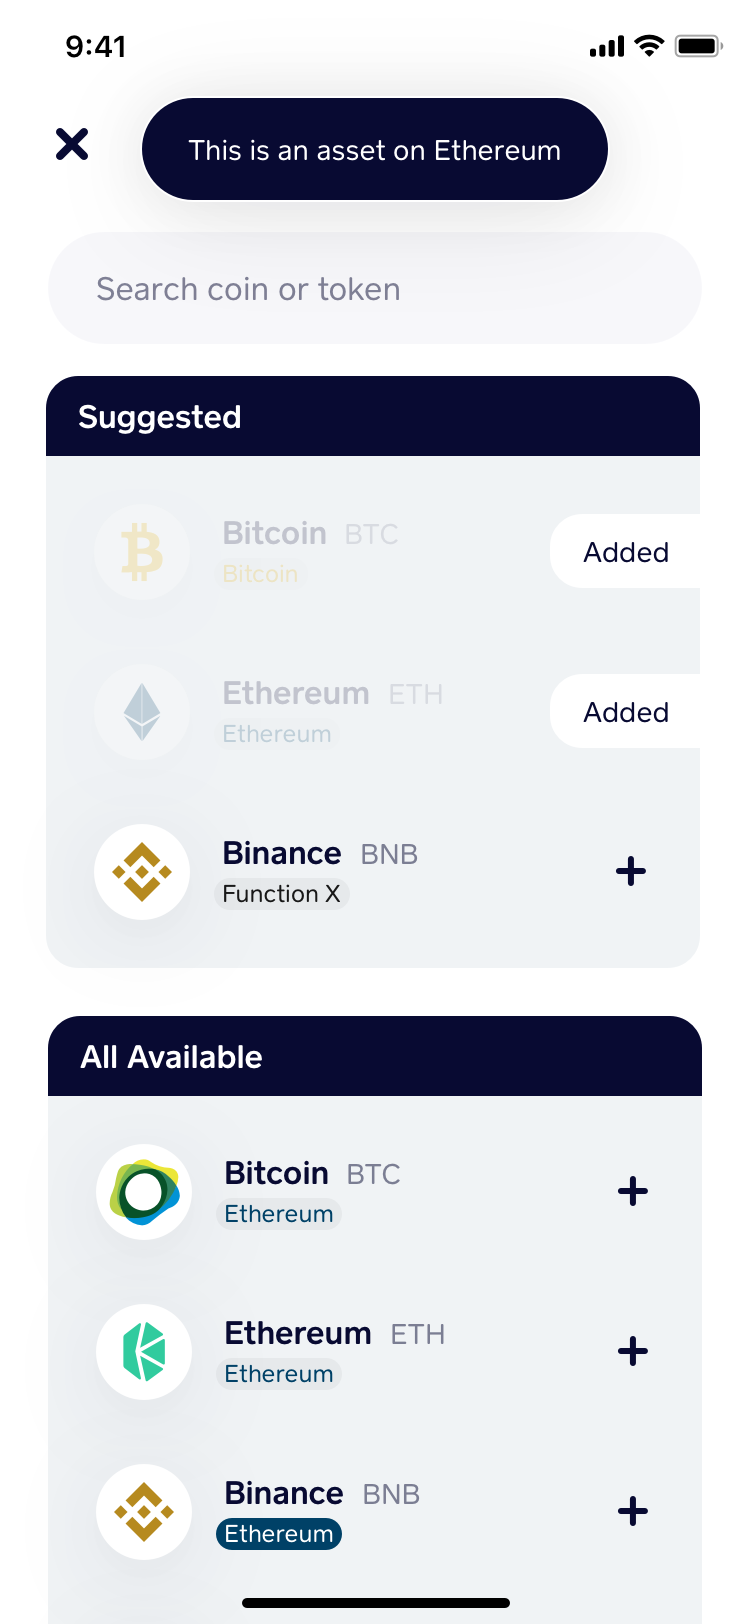 9:41
This is an asset on Ethereum
Search coin or token
Suggested
Bitcoin BTC
Bitcoin
Added
Ethereum ETH
Ethereum
Added
Binance BNB
Function X
All Available
Bitcoin BTC
Ethereum
Ethereum ETH
Ethereum
Binance BNB
Ethereum